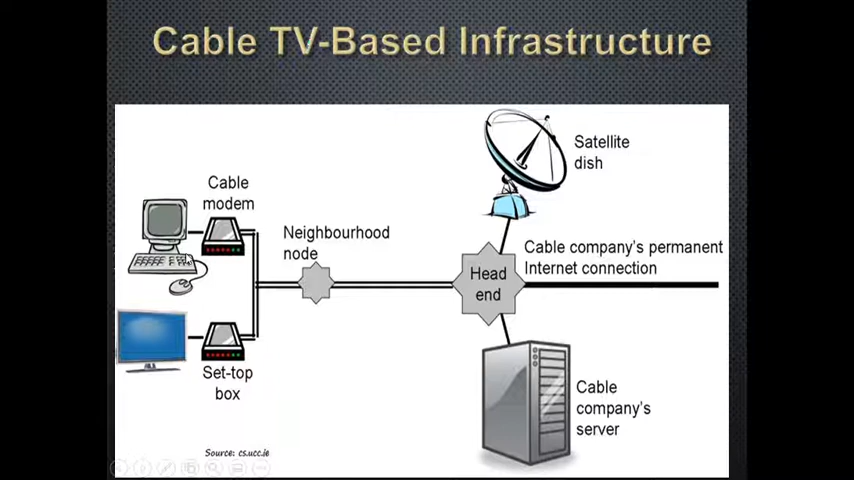 Cable TV-Based Infrastructure
Satellite
dish
Cable
modem
Neighbourhood
node
Cable company's permanent
Internet connection
Head
end
Set-top
box
Cable
company's
server
Source: cs.ucc.ie